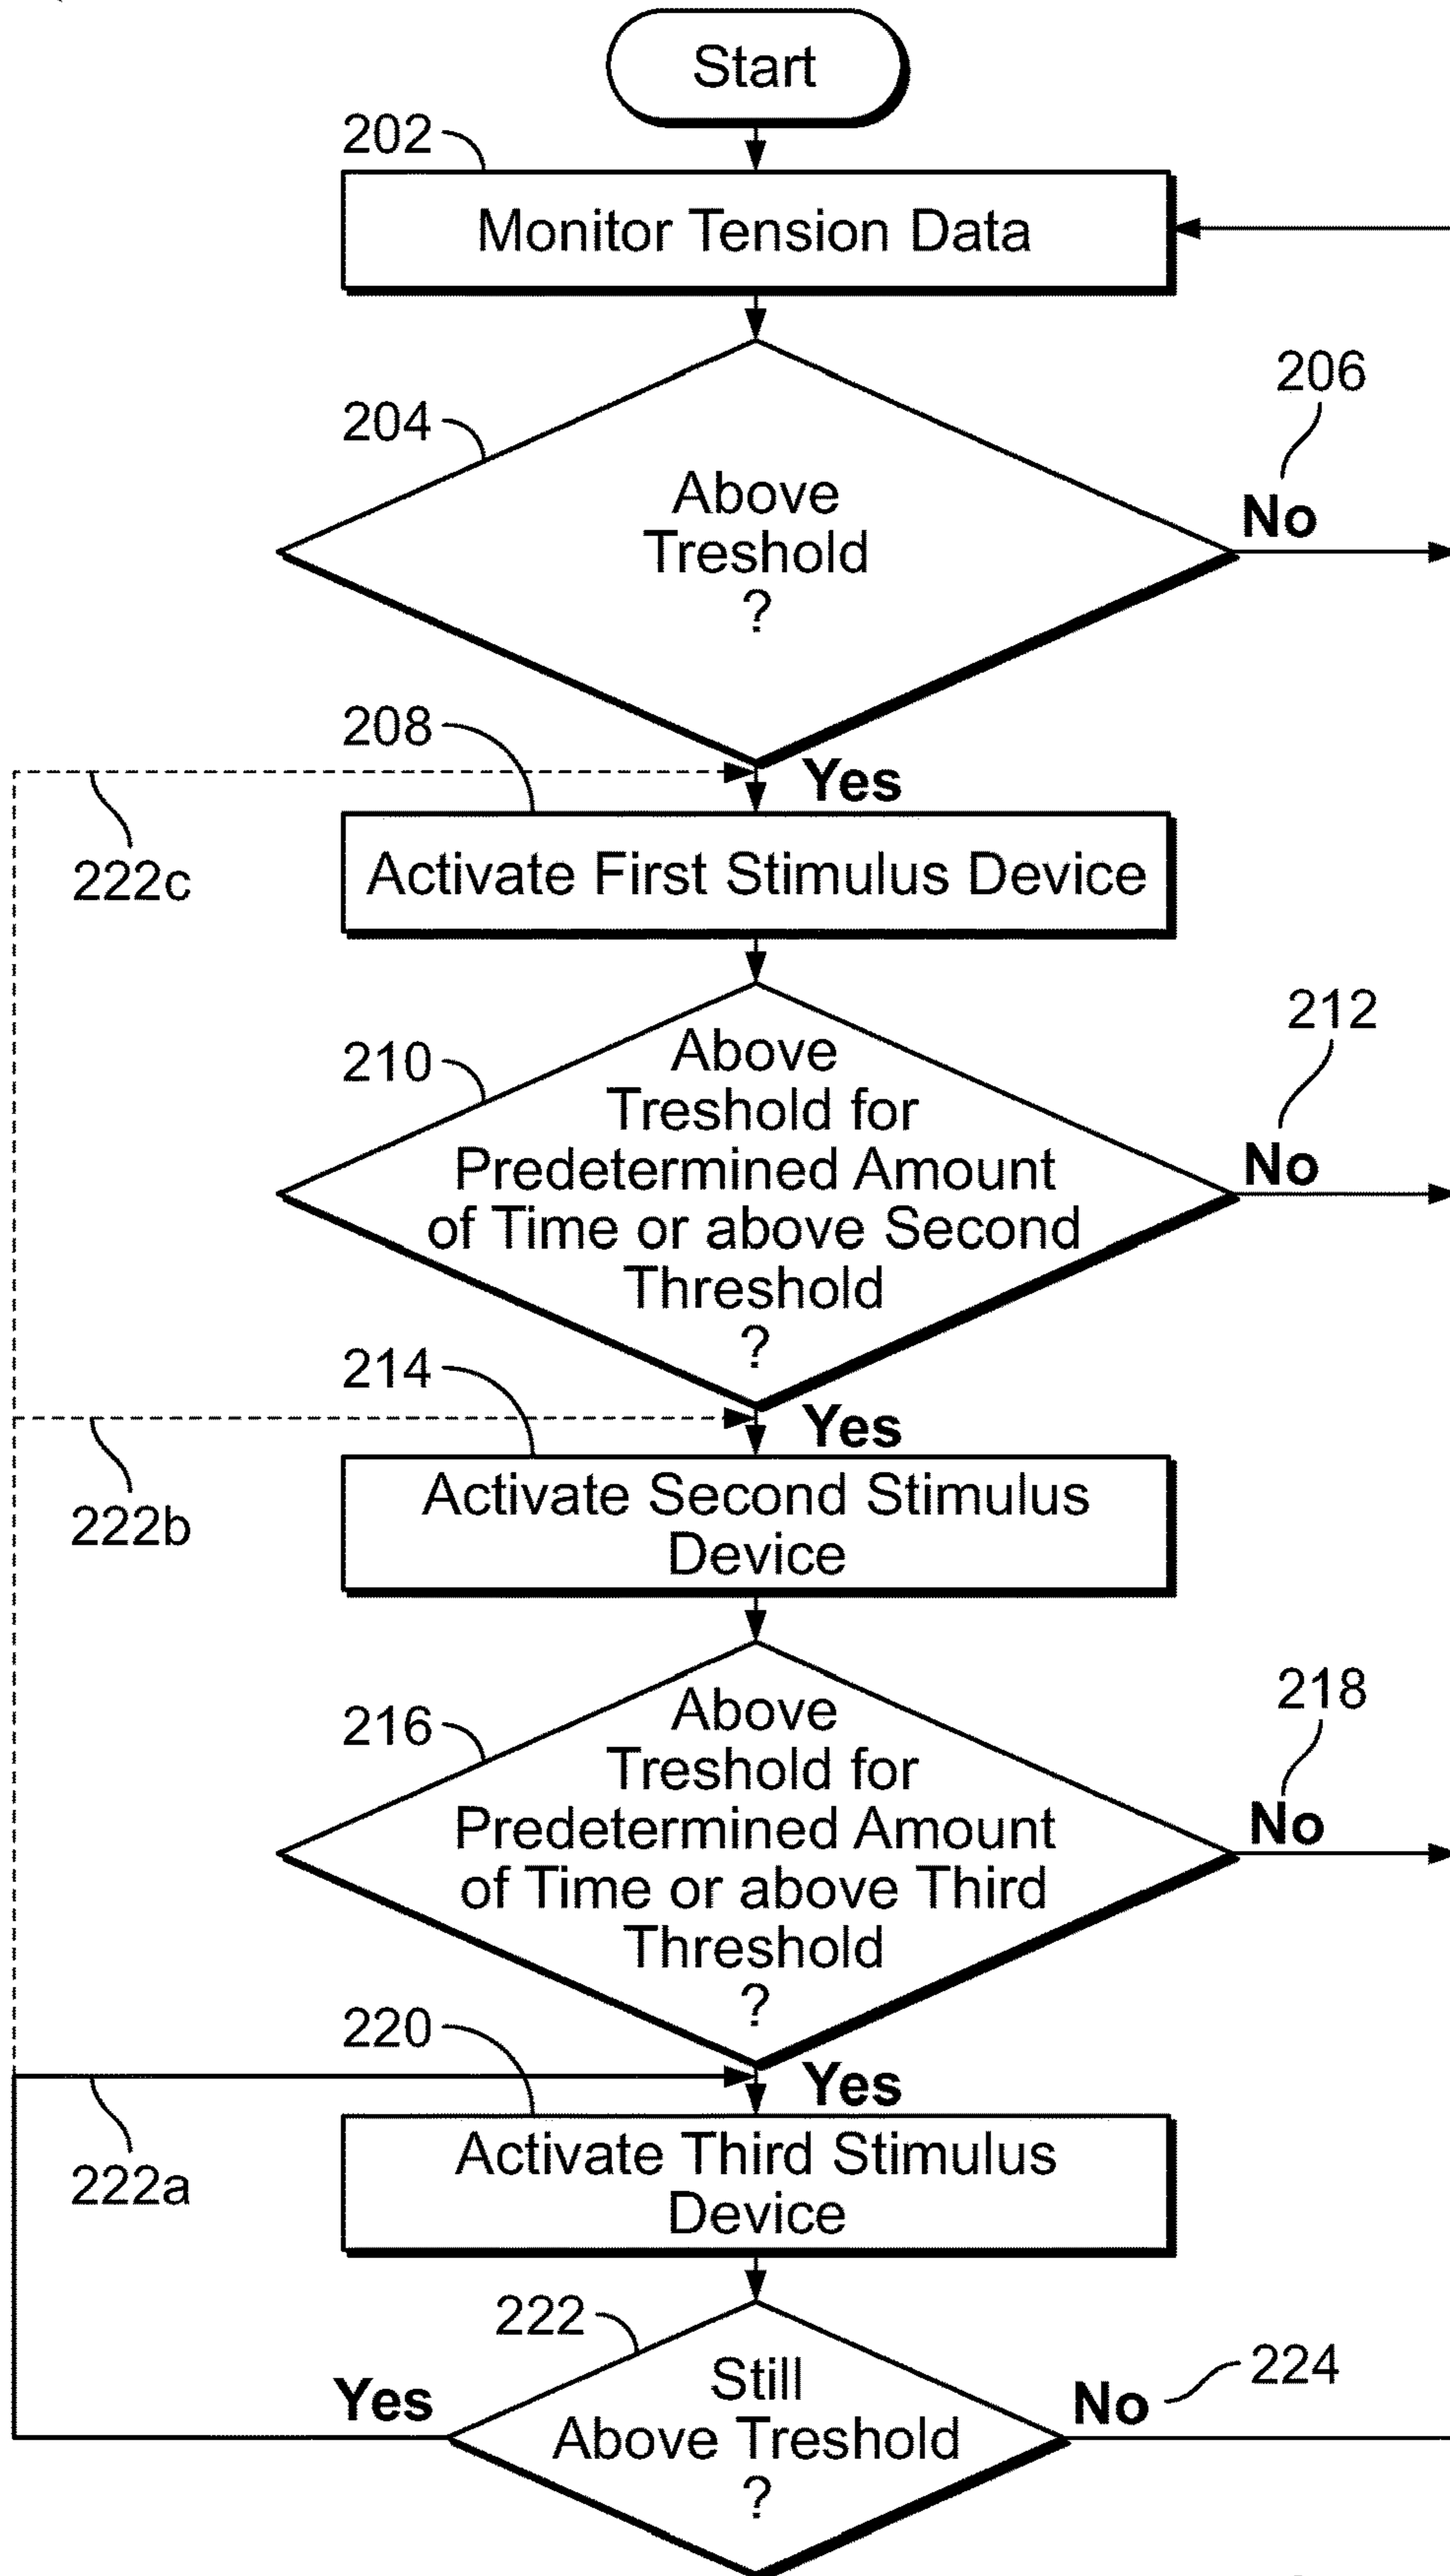 Start
202
Monitor Tension Data
204
206
Above
Treshold
?
No
208
Yes
222c
Activate First Stimulus Device
210
212
Above
Treshold for
Predetermined Amount
of Time or above Second
Threshold
?
No
214
Yes
222b
Activate Second Stimulus
Device
216
218
Above
Treshold for
Predetermined Amount
of Time or above Third
Threshold
?
No
220
Yes
222a
Activate Third Stimulus
Device
222
224
Yes
Still
Above Treshold
?
No